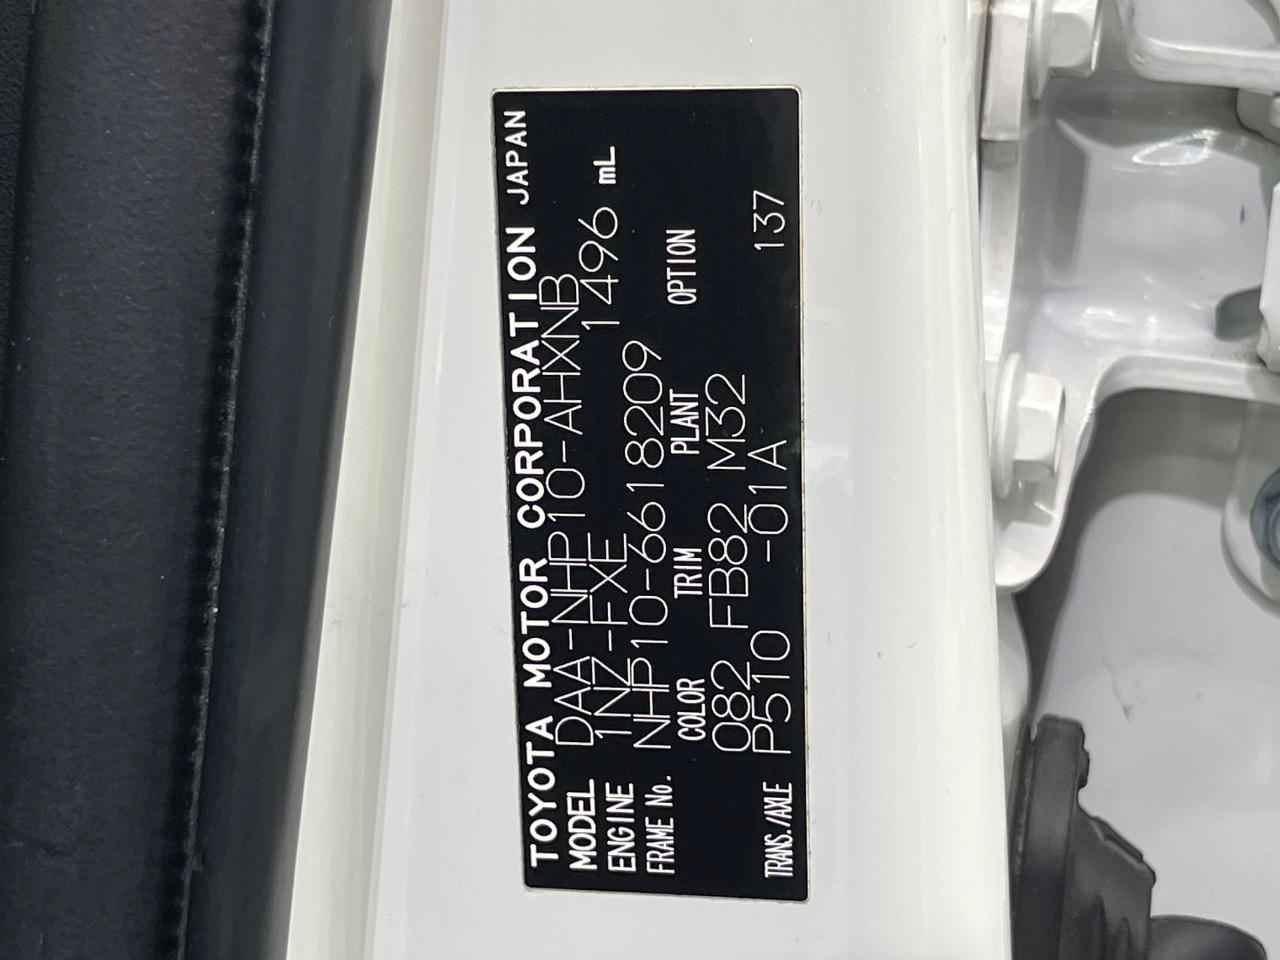 TOYOTA MOTOR CORPORATION JAPAN
MODEL DAA-NHP10-AHXNB
ENGINE 1NZ-FXE 1496 mL
FRAME No. NHP10-6618209
COLOR TRIM PLANT OPTION
082 FB82 M32
TRANS./AXLE P510 -01A 137